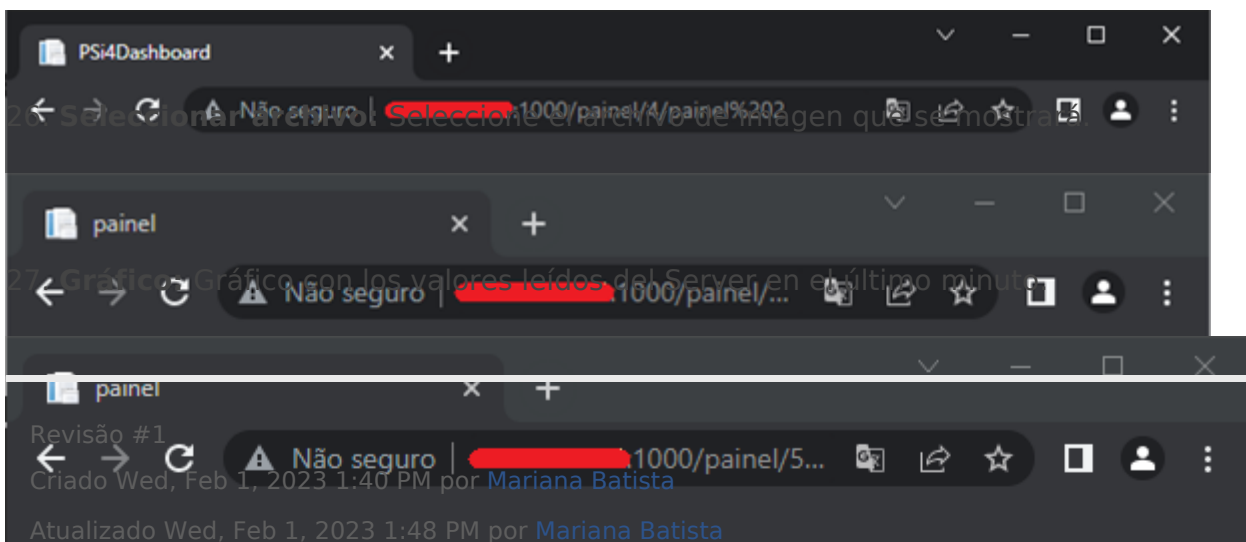 PSi4Dashboard
Não seguro :1000/painel/4/painel%202
26. Seleccionar archivo: Seleccione el archivo de imagen que se mostrará.
painel
27. Gráfico: Gráfico con los valores leídos del Server en el último minuto.
Não seguro :1000/painel/...
painel
Revisão #1
Não seguro :1000/painel/5...
Criado Wed, Feb 1, 2023 1:40 PM por Mariana Batista
Atualizado Wed, Feb 1, 2023 1:48 PM por Mariana Batista